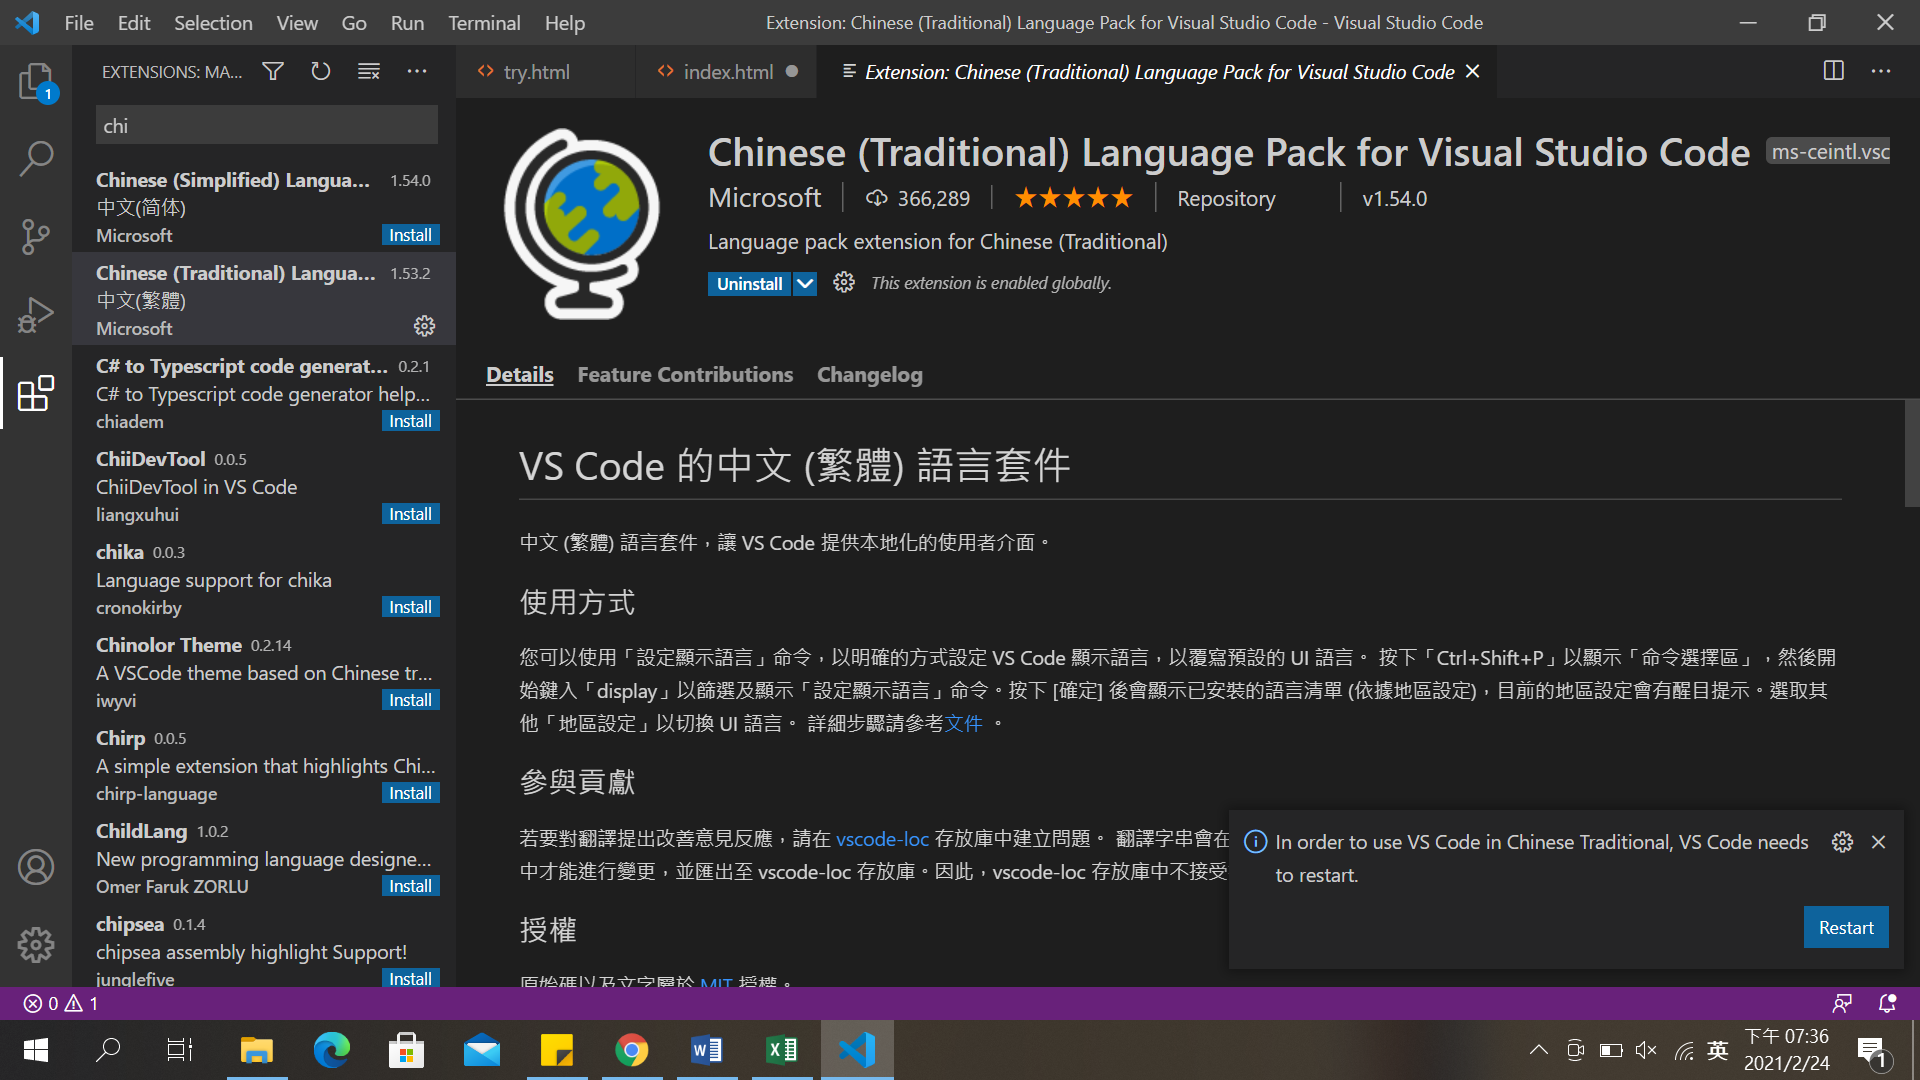 File Edit Selection View Go Run Terminal Help
Extension: Chinese (Traditional) Language Pack for Visual Studio Code - Visual Studio Code
EXTENSIONS: MA...
1
chi
Chinese (Simplified) Langua... 1.54.0
中文(简体)
Microsoft Install
Chinese (Traditional) Langua... 1.53.2
中文(繁體)
Microsoft
C# to Typescript code generat... 0.2.1
C# to Typescript code generator help...
chiadem Install
ChiiDevTool 0.0.5
ChiiDevTool in VS Code
liangxuhui Install
chika 0.0.3
Language support for chika
cronokirby Install
Chinolor Theme 0.2.14
A VSCode theme based on Chinese tr...
iwyvi Install
Chirp 0.0.5
A simple extension that highlights Chi...
chirp-language Install
ChildLang 1.0.2
New programming language designe...
Omer Faruk ZORLU Install
chipsea 0.1.4
chipsea assembly highlight Support!
junglefive Install
try.html index.html Extension: Chinese (Traditional) Language Pack for Visual Studio Code
Chinese (Traditional) Language Pack for Visual Studio Code ms-ceintl.vsc
Microsoft 366,289 Repository v1.54.0
Language pack extension for Chinese (Traditional)
Uninstall This extension is enabled globally.
Details Feature Contributions Changelog
VS Code 的中文 (繁體) 語言套件
中文 (繁體) 語言套件，讓 VS Code 提供本地化的使用者介面。
使用方式
您可以使用「設定顯示語言」命令，以明確的方式設定 VS Code 顯示語言，以覆寫預設的 UI 語言。 按下「Ctrl+Shift+P」以顯示「命令選擇區」，然後開
始鍵入「display」以篩選及顯示「設定顯示語言」命令。按下 [確定] 後會顯示已安裝的語言清單 (依據地區設定)，目前的地區設定會有醒目提示。選取其
他「地區設定」以切換 UI 語言。 詳細步驟請參考文件 。
參與貢獻
若要對翻譯提出改善意見反應，請在 vscode-loc 存放庫中建立問題。 翻譯字串會在
中才能進行變更，並匯出至 vscode-loc 存放庫。因此，vscode-loc 存放庫中不接受
授權
原始碼以及文字屬於 MIT 授權。
In order to use VS Code in Chinese Traditional, VS Code needs
to restart.
Restart
0 1
英
下午 07:36
2021/2/24
1